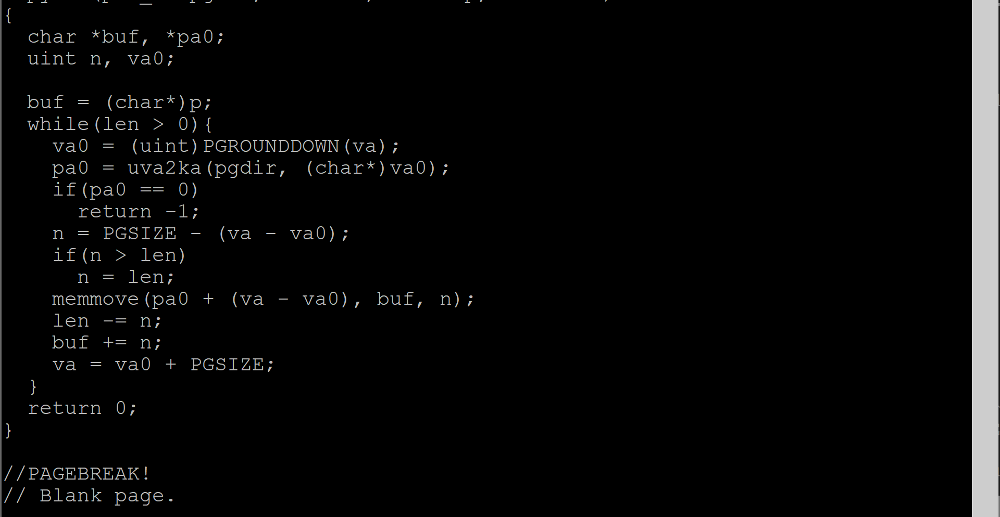 {
  char *buf, *pa0;
  uint n, va0;

  buf = (char*)p;
  while(len > 0){
    va0 = (uint)PGROUNDDOWN(va);
    pa0 = uva2ka(pgdir, (char*)va0);
    if(pa0 == 0)
      return -1;
    n = PGSIZE - (va - va0);
    if(n > len)
      n = len;
    memmove(pa0 + (va - va0), buf, n);
    len -= n;
    buf += n;
    va = va0 + PGSIZE;
  }
  return 0;
}

//PAGEBREAK!
// Blank page.